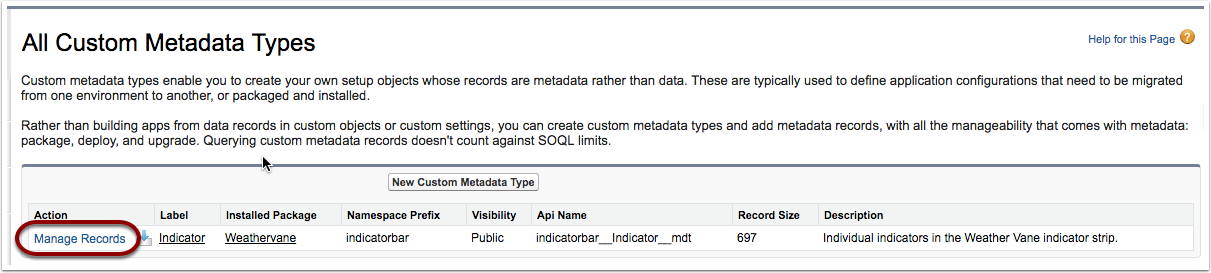 All Custom Metadata Types
Help for this Page ?
Custom metadata types enable you to create your own setup objects whose records are metadata rather than data. These are typically used to define application configurations that need to be migrated
from one environment to another, or packaged and installed.
Rather than building apps from data records in custom objects or custom settings, you can create custom metadata types and add metadata records, with all the manageability that comes with metadata:
package, deploy, and upgrade. Querying custom metadata records doesn't count against SOQL limits.
New Custom Metadata Type
Action Label Installed Package Namespace Prefix Visibility Api Name Record Size Description
Manage Records Indicator Weathervane indicatorbar Public indicatorbar__Indicator__mdt 697 Individual indicators in the Weather Vane indicator strip.